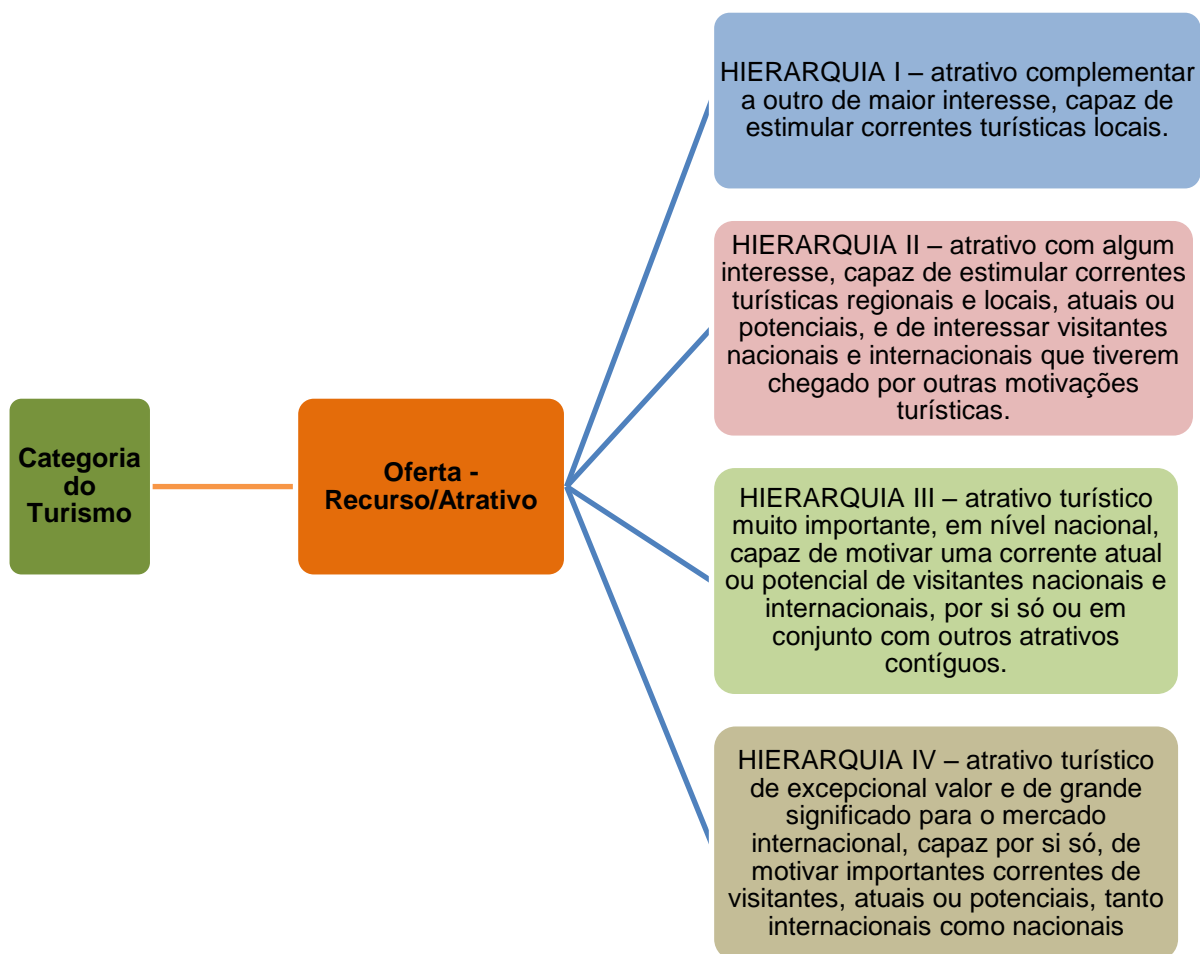 Categoria
do
Turismo
Oferta -
Recurso/Atrativo
HIERARQUIA I – atrativo complementar
a outro de maior interesse, capaz de
estimular correntes turísticas locais.
HIERARQUIA II – atrativo com algum
interesse, capaz de estimular correntes
turísticas regionais e locais, atuais ou
potenciais, e de interessar visitantes
nacionais e internacionais que tiverem
chegado por outras motivações
turísticas.
HIERARQUIA III – atrativo turístico
muito importante, em nível nacional,
capaz de motivar uma corrente atual
ou potencial de visitantes nacionais e
internacionais, por si só ou em
conjunto com outros atrativos
contíguos.
HIERARQUIA IV – atrativo turístico
de excepcional valor e de grande
significado para o mercado
internacional, capaz por si só, de
motivar importantes correntes de
visitantes, atuais ou potenciais, tanto
internacionais como nacionais